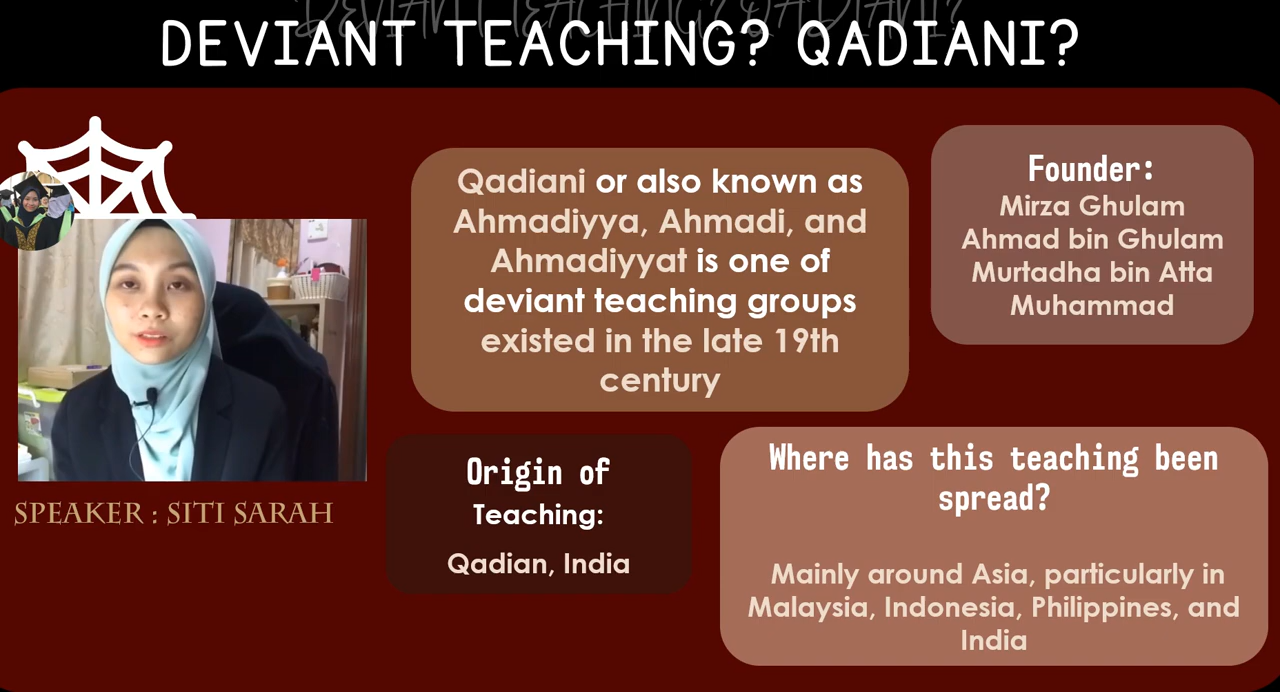 DEVIANT TEACHING? QADIANI?
DEVIANT TEACHING? QADIANI?
Qadiani or also known as
Ahmadiyya, Ahmadi, and
Ahmadiyyat is one of
deviant teaching groups
existed in the late 19th
century
Founder:
Mirza Ghulam
Ahmad bin Ghulam
Murtadha bin Atta
Muhammad
SPEAKER : SITI SARAH
Origin of
Teaching:
Qadian, India
Where has this teaching been
spread?
Mainly around Asia, particularly in
Malaysia, Indonesia, Philippines, and
India